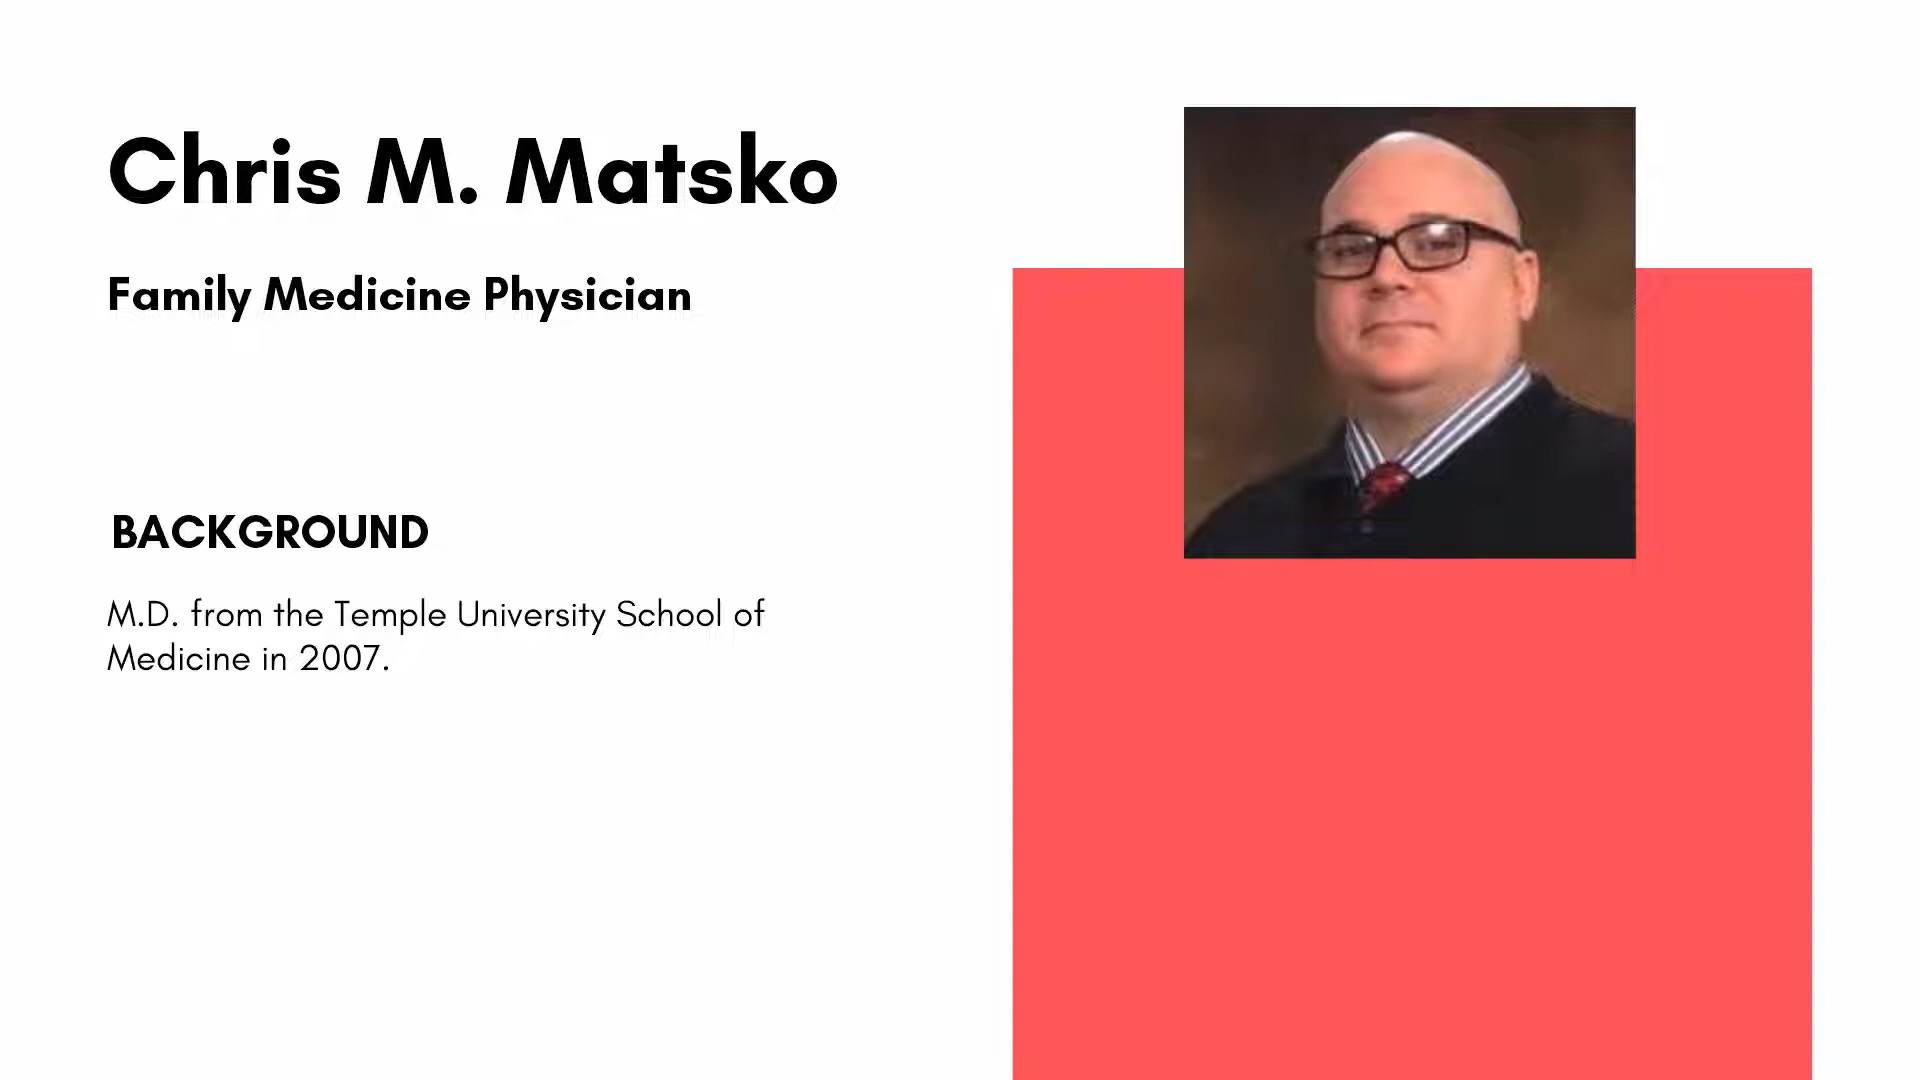 Chris M. Matsko
Family Medicine Physician
BACKGROUND
M.D. from the Temple University School of
Medicine in 2007.